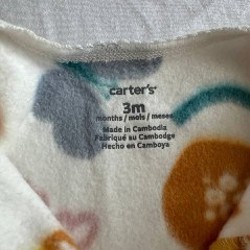 carter's®
3m
months / mois / meses
Made in Cambodia
Fabriqué au Cambodge
Hecho en Camboya